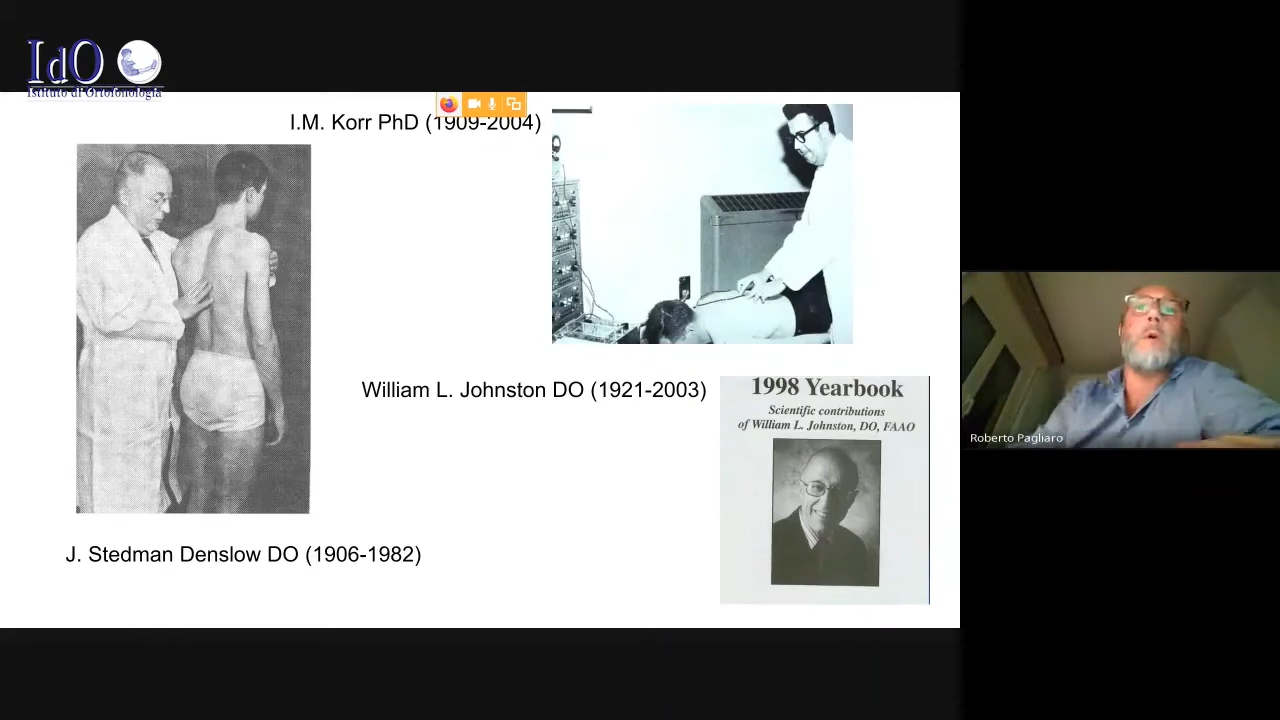 IdO
Istituto di Ortofonologia
I.M. Korr PhD (1909-2004)
William L. Johnston DO (1921-2003)
1998 Yearbook
Scientific contributions
of William L. Johnston, DO, FAAO
J. Stedman Denslow DO (1906-1982)
Roberto Pagliaro